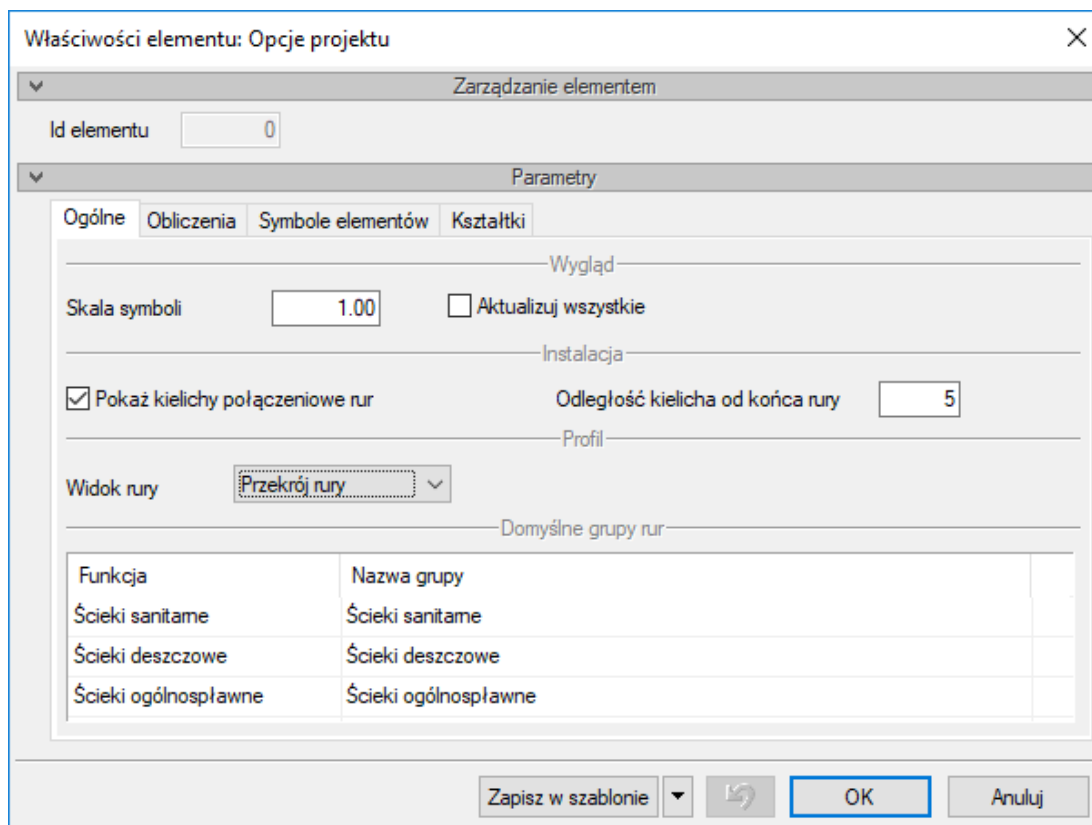 Właściwości elementu: Opcje projektu
Zarządzanie elementem
Id elementu 0
Parametry
Ogólne Obliczenia Symbole elementów Kształtki
Wygląd
Skala symboli 1.00 Aktualizuj wszystkie
Instalacja
Pokaż kielichy połączeniowe rur Odległość kielicha od końca rury 5
Profil
Widok rury Przekrój rury
Domyślne grupy rur
Funkcja Nazwa grupy
Ścieki sanitarne Ścieki sanitarne
Ścieki deszczowe Ścieki deszczowe
Ścieki ogólnospławne Ścieki ogólnospławne
Zapisz w szablonie OK Anuluj